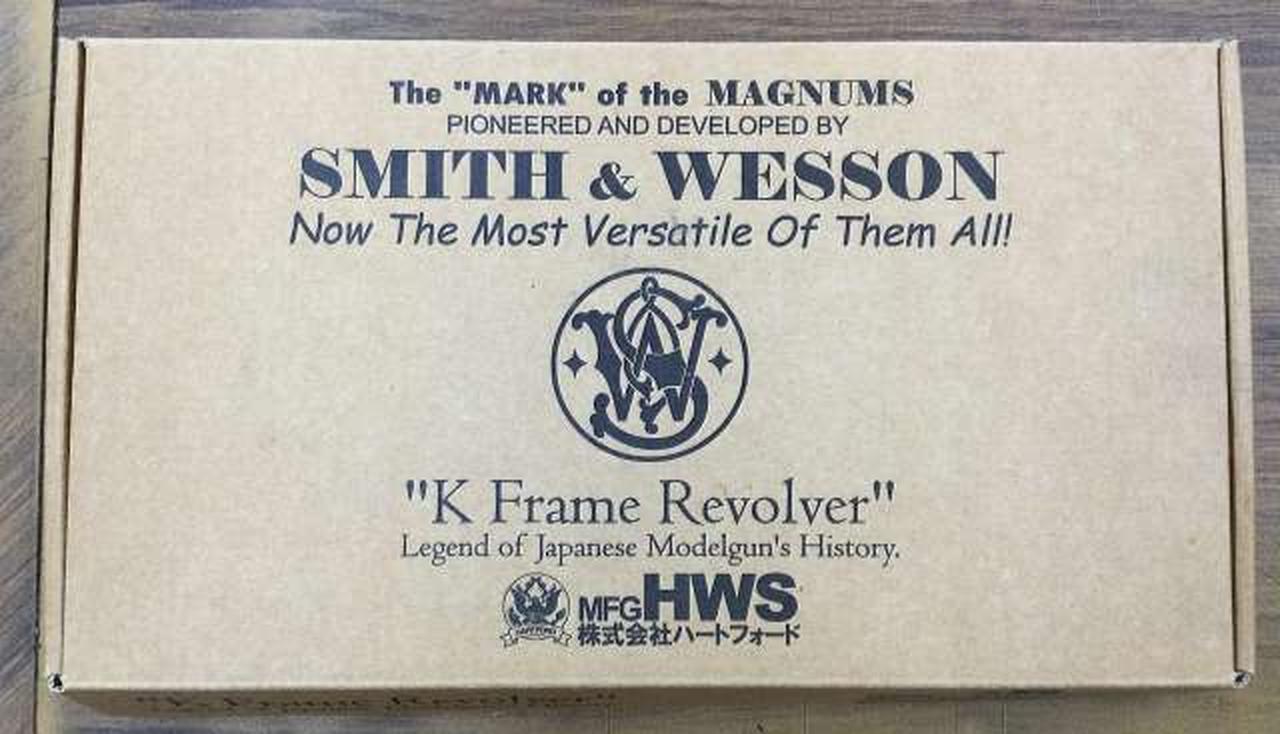 The "MARK" of the MAGNUMS
PIONEERED AND DEVELOPED BY
SMITH & WESSON
Now The Most Versatile Of Them All!
"K Frame Revolver"
Legend of Japanese Modelgun's History.
MFG HWS
株式会社ハートフォード
"K Frame Revolver"